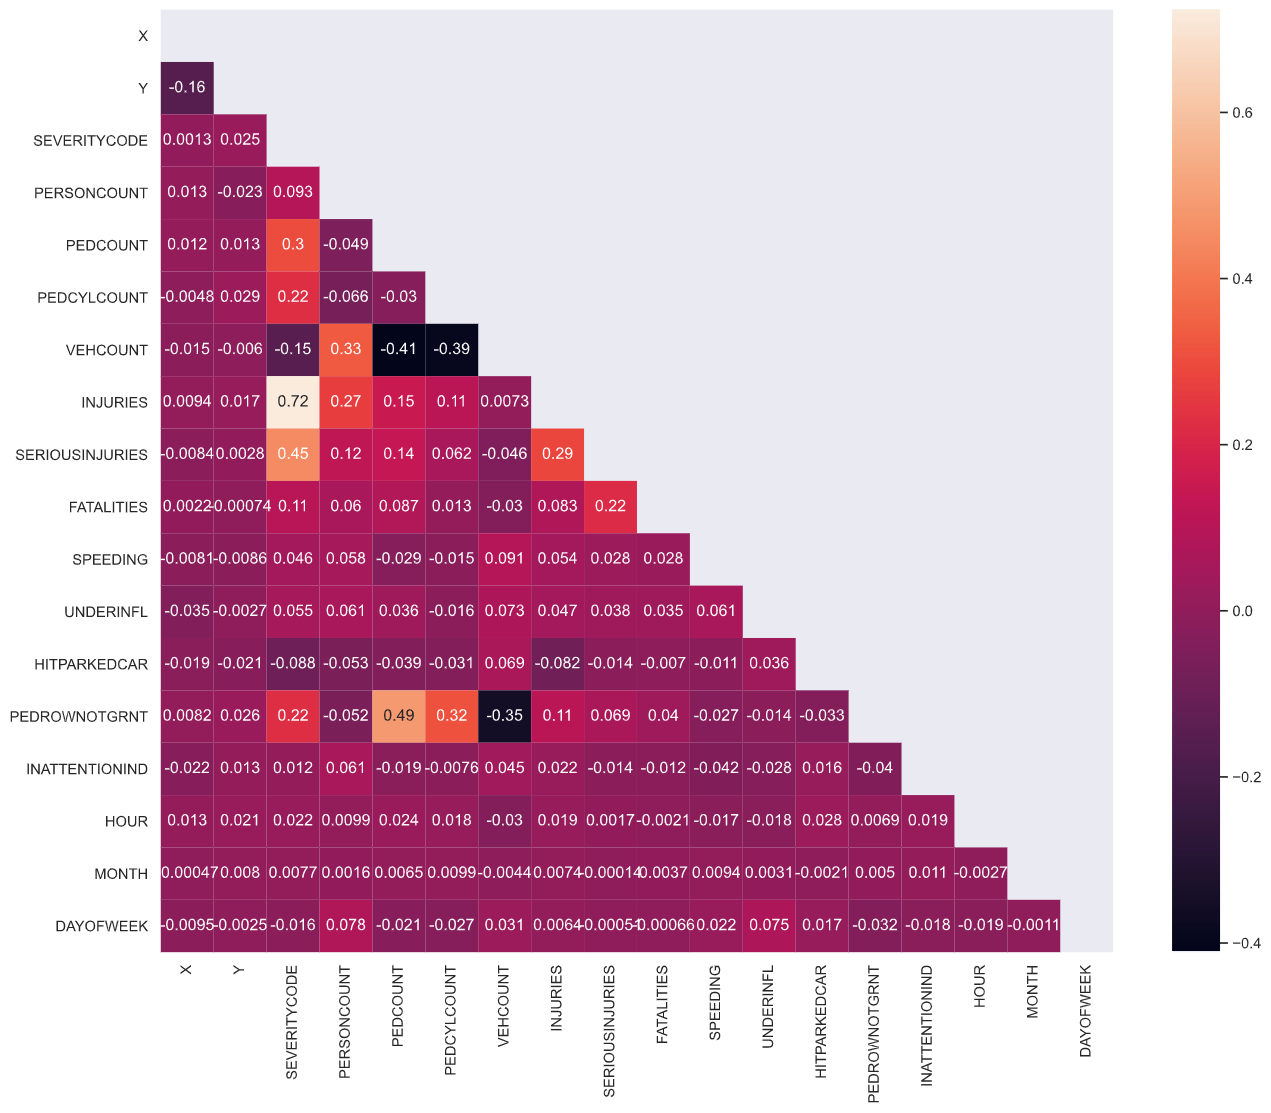 X
Y -0.16
SEVERITYCODE 0.0013 0.025
PERSONCOUNT 0.013 -0.023 0.093
PEDCOUNT 0.012 0.013 0.3 -0.049
PEDCYLCOUNT -0.0048 0.029 0.22 -0.066 -0.03
VEHCOUNT -0.015 -0.006 -0.15 0.33 -0.41 -0.39
INJURIES 0.0094 0.017 0.72 0.27 0.15 0.11 0.0073
SERIOUSINJURIES -0.0084 0.0028 0.45 0.12 0.14 0.062 -0.046 0.29
FATALITIES 0.0022 -0.00074 0.11 0.06 0.087 0.013 -0.03 0.083 0.22
SPEEDING -0.0081 -0.0086 0.046 0.058 -0.029 -0.015 0.091 0.054 0.028 0.028
UNDERINFL -0.035 -0.0027 0.055 0.061 0.036 -0.016 0.073 0.047 0.038 0.035 0.061
HITPARKEDCAR -0.019 -0.021 -0.088 -0.053 -0.039 -0.031 0.069 -0.082 -0.014 -0.007 -0.011 0.036
PEDROWNOTGRNT 0.0082 0.026 0.22 -0.052 0.49 0.32 -0.35 0.11 0.069 0.04 -0.027 -0.014 -0.033
INATTENTIONIND -0.022 0.013 0.012 0.061 -0.019 -0.0076 0.045 0.022 -0.014 -0.012 -0.042 -0.028 0.016 -0.04
HOUR 0.013 0.021 0.022 0.0099 0.024 0.018 -0.03 0.019 0.0017 -0.0021 -0.017 -0.018 0.028 0.0069 0.019
MONTH 0.00047 0.008 0.0077 0.0016 0.0065 0.0099 -0.0044 0.0074 -0.00014 0.0037 0.0094 0.0031 -0.0021 0.005 0.011 -0.0027
DAYOFWEEK -0.0095 -0.0025 -0.016 0.078 -0.021 -0.027 0.031 0.0064 -0.00051 0.00066 0.022 0.075 0.017 -0.032 -0.018 -0.019 -0.0011
X Y SEVERITYCODE PERSONCOUNT PEDCOUNT PEDCYLCOUNT VEHCOUNT INJURIES SERIOUSINJURIES FATALITIES SPEEDING UNDERINFL HITPARKEDCAR PEDROWNOTGRNT INATTENTIONIND HOUR MONTH DAYOFWEEK
0.6
0.4
0.2
0.0
−0.2
−0.4